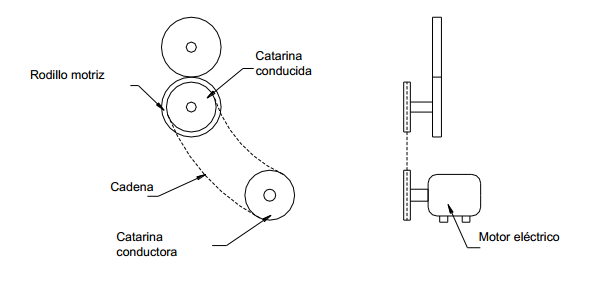 Catarina
conducida
Rodillo motriz
Cadena
Catarina
conductora
Motor eléctrico